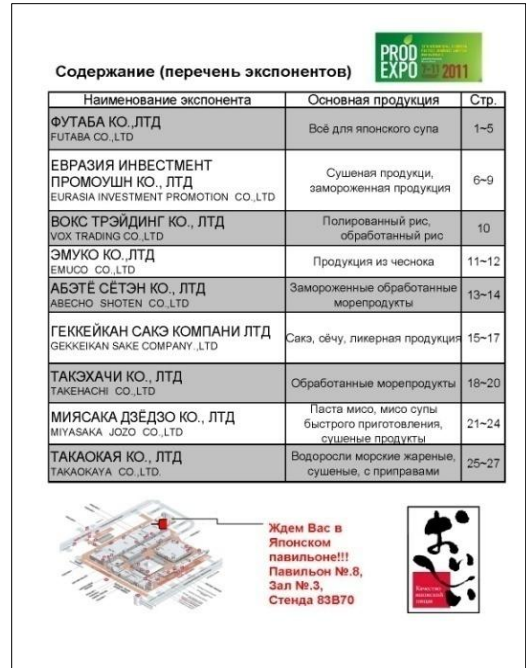 PROD
EXPO 2011
Содержание (перечень экспонентов)
Наименование экспонента Основная продукция Стр.
ФУТАБА КО.,ЛТД
FUTABA CO.,LTD
Всё для японского супа
1~5
ЕВРАЗИЯ ИНВЕСТМЕНТ
ПРОМОУШН КО., ЛТД
EURASIA INVESTMENT PROMOTION CO.,LTD
Сушеная продукци,
замороженная продукция
6~9
ВОКС ТРЭЙДИНГ КО., ЛТД
VOX TRADING CO.,LTD
Полированный рис,
обработанный рис
10
ЭМУКО КО.,ЛТД
EMUCO CO.,LTD
Продукция из чеснока
11~12
АБЭТЁ СЁТЭН КО., ЛТД
ABECHO SHOTEN CO.,LTD
Замороженные обработанные
морепродукты
13~14
ГЕККЕЙКАН САКЭ КОМПАНИ ЛТД
GEKKEIKAN SAKE COMPANY.,LTD
Сакэ, сёчу, ликерная продукция
15~17
ТАКЭХАЧИ КО., ЛТД
TAKEHACHI CO.,LTD
Обработанные морепродукты
18~20
МИЯСАКА ДЗЁДЗО КО., ЛТД
MIYASAKA JOZO CO.,LTD
Паста мисо, мисо супы
быстрого приготовления,
сушеные продукты
21~24
ТАКАОКАЯ КО., ЛТД
TAKAOKAYA CO.,LTD.
Водоросли морские жареные,
сушеные, с приправами
25~27
Ждем Вас в
Японском
павильоне!!!
Павильон №.8,
Зал №.3,
Стенда 83В70
おいしい
Качество
японской